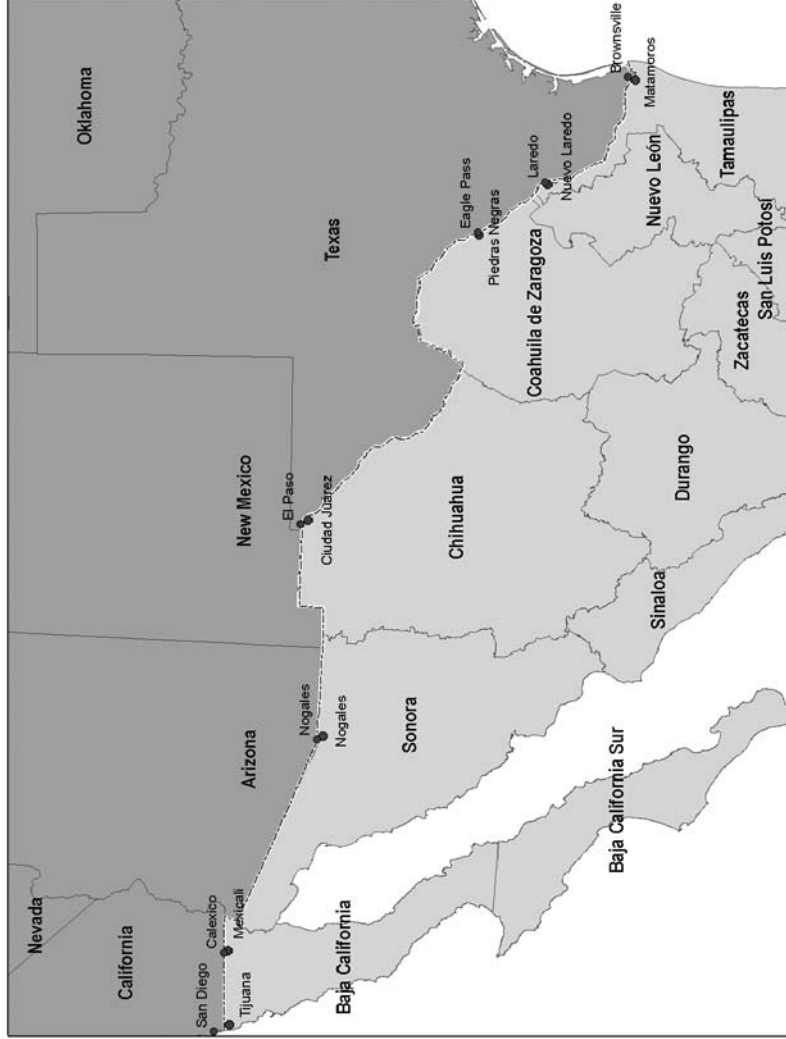 Nevada
California
San Diego
Calexico
Tijuana
Mexicali
Baja California
Baja California Sur
Arizona
Nogales
Nogales
Sonora
Sinaloa
New Mexico
El Paso
Ciudad Júarez
Chihuahua
Durango
Oklahoma
Texas
Eagle Pass
Piedras Negras
Coahuila de Zaragoza
Laredo
Nuevo Laredo
Nuevo León
Zacatecas
San Luis Potosí
Tamaulipas
Brownsville
Matamoros